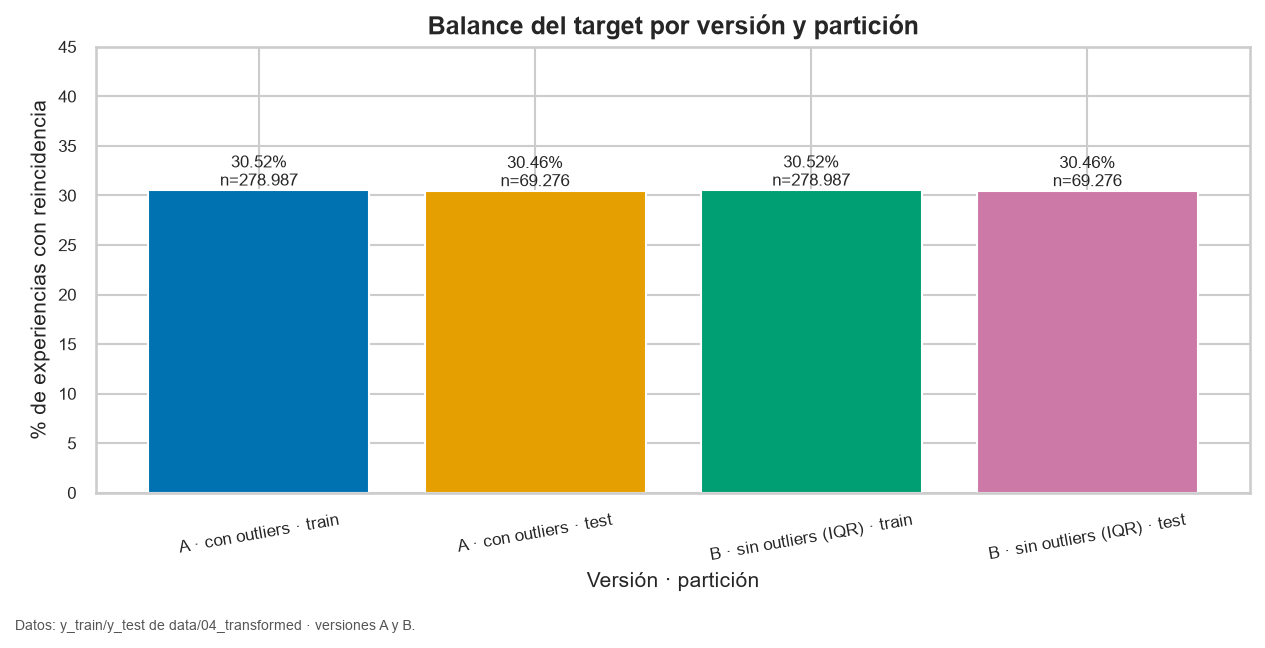 Balance del target por versión y partición
% de experiencias con reincidencia
45
40
35
30
25
20
15
10
5
0
30.52%
n=278.987
30.46%
n=69.276
30.52%
n=278.987
30.46%
n=69.276
A · con outliers · train
A · con outliers · test
B · sin outliers (IQR) · train
B · sin outliers (IQR) · test
Versión · partición
Datos: y_train/y_test de data/04_transformed · versiones A y B.